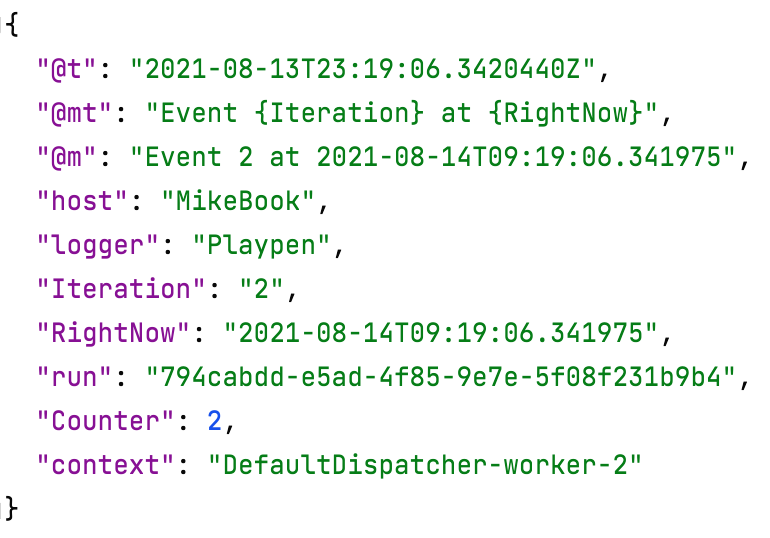 {
"@t": "2021-08-13T23:19:06.3420440Z",
"@mt": "Event {Iteration} at {RightNow}",
"@m": "Event 2 at 2021-08-14T09:19:06.341975",
"host": "MikeBook",
"logger": "Playpen",
"Iteration": "2",
"RightNow": "2021-08-14T09:19:06.341975",
"run": "794cabdd-e5ad-4f85-9e7e-5f08f231b9b4",
"Counter": 2,
"context": "DefaultDispatcher-worker-2"
}